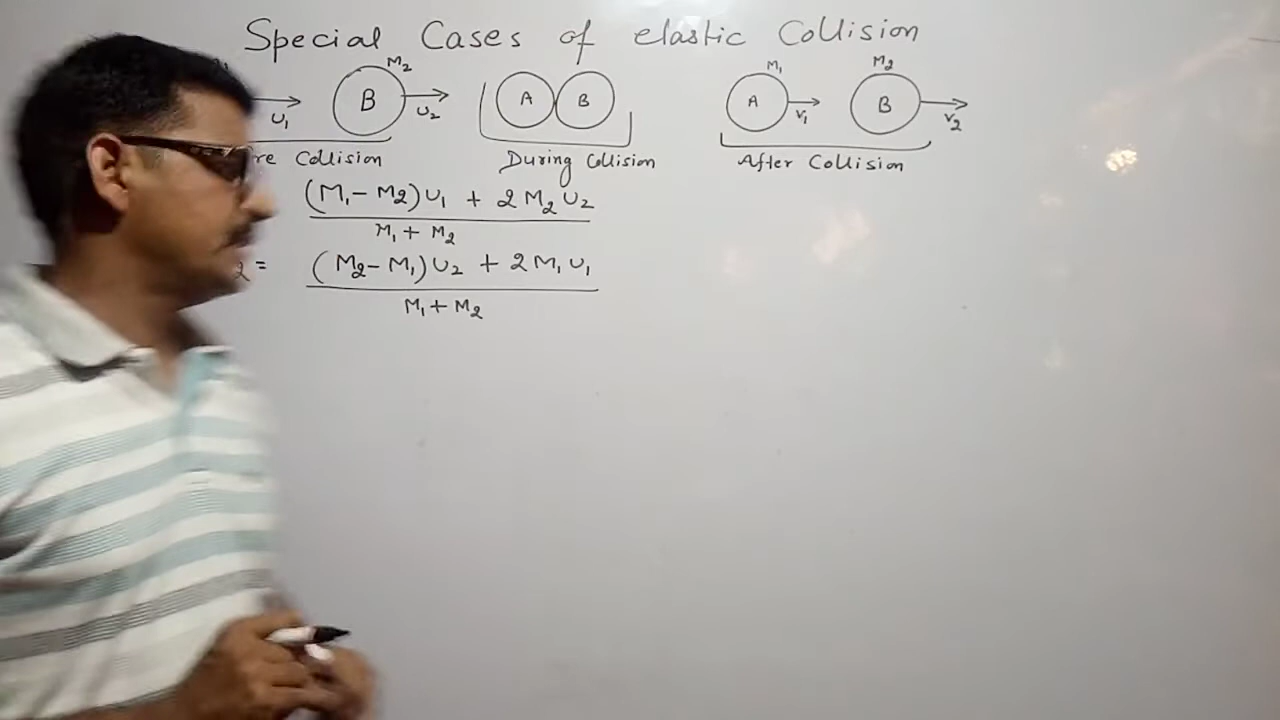 Special Cases of elastic Collision
M2 M1 M2
B A B A B
U1 U2 V1 V2
re Collision During Collision After Collision
(M1 - M2)U1 + 2 M2 U2
M1 + M2
2 = (M2 - M1)U2 + 2 M1 U1
M1 + M2